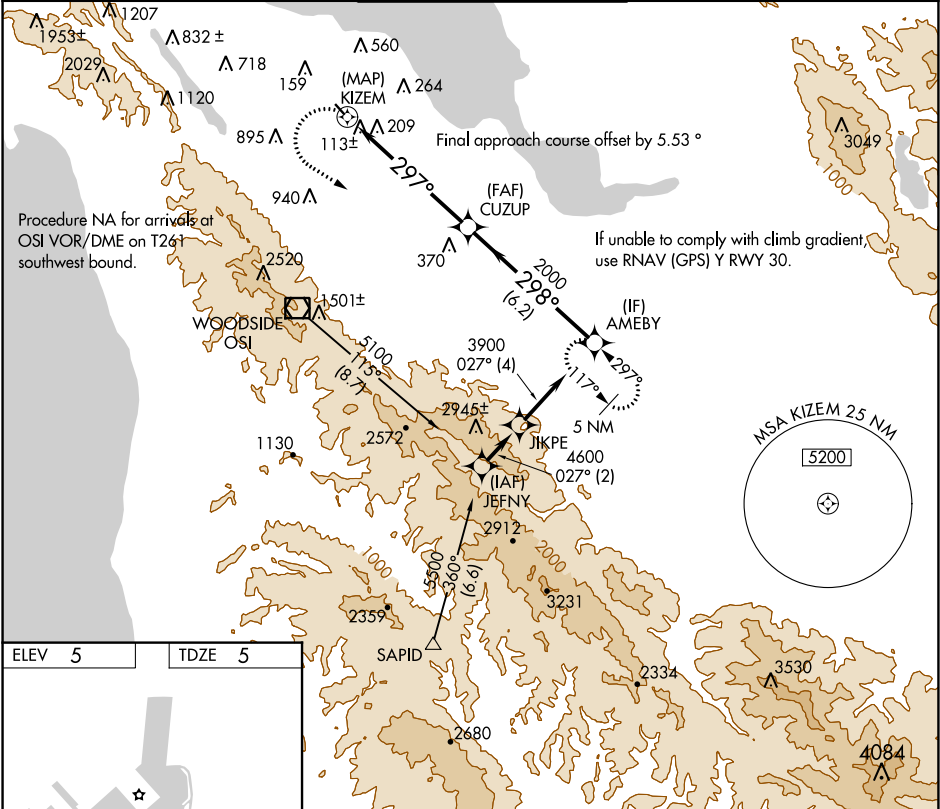 1207
1953±
832 ±
560
2029
718
159
(MAP)
KIZEM
264
1120
895
113±
209
Final approach course offset by 5.53 °
3049
1000
297°
940
(FAF)
CUZUP
Procedure NA for arrivals at
OSI VOR/DME on T261
southwest bound.
370
If unable to comply with climb gradient,
use RNAV (GPS) Y RWY 30.
2520
2000
298°
(6.2)
1501±
WOODSIDE
OSI
(IF)
AMEBY
5100
115°
(8.7)
3900
027° (4)
297°
117°
5 NM
2945±
2572
JIKPE
1130
4600
027° (2)
(IAF)
JEFNY
MSA KIZEM 25 NM
5200
2912
2000
1000
5500
360°
(6.6)
3231
2359
SAPID
ELEV 5
TDZE 5
2334
3530
2680
4084